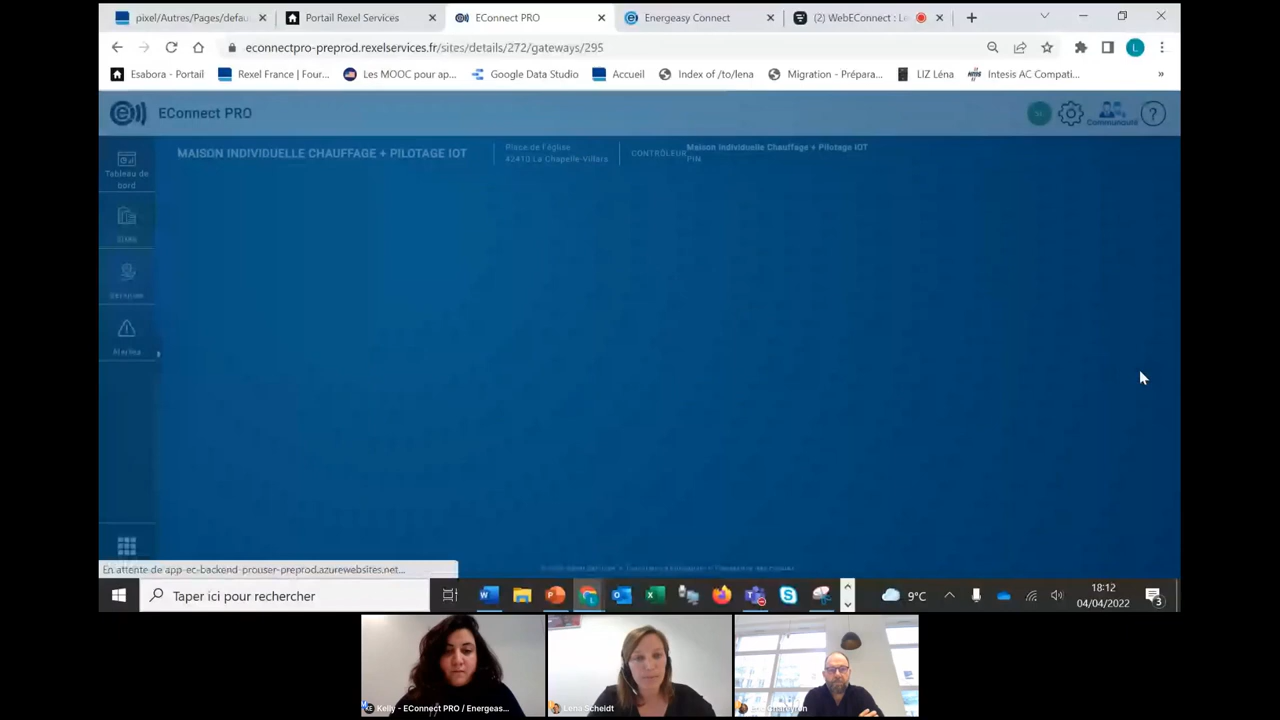 pixel/Autres/Pages/defau
Portail Rexel Services
EConnect PRO
Energeasy Connect
(2) WebEConnect : Le
econnectpro-preprod.rexelservices.fr/sites/details/272/gateways/295
L
Esabora - Portail
Rexel France | Four...
Les MOOC pour ap...
Google Data Studio
Accueil
Index of /to/lena
Migration - Prépara...
LIZ Léna
Intesis AC Compati...
»
EConnect PRO
Communauté
?
MAISON INDIVIDUELLE CHAUFFAGE + PILOTAGE IOT
Place de l'église
42410 La Chapelle-Villars
CONTRÔLEUR
Maison Individuelle Chauffage + Pilotage IOT
PIN
Tableau de
bord
Sites
Alertes
En attente de app-ec-backend-prouser-preprod.azurewebsites.net...
Taper ici pour rechercher
9°C
18:12
04/04/2022
3
Kelly - EConnect PRO / Energeas...
Léna Scheidt